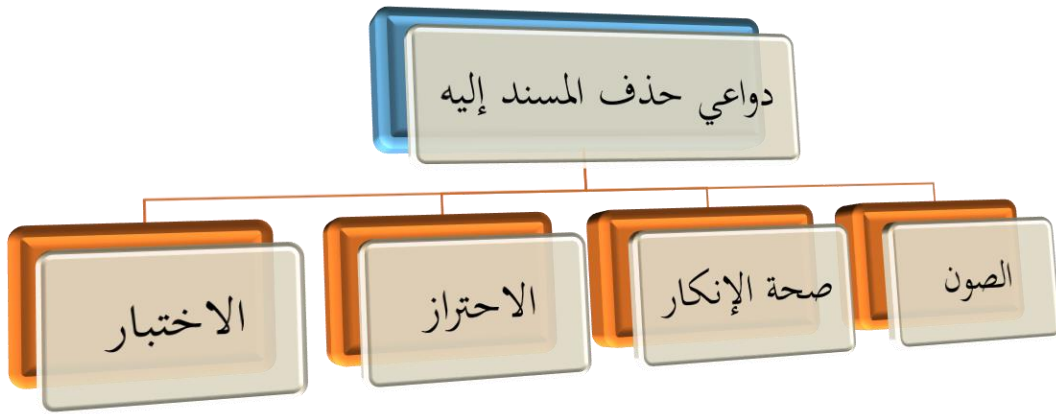 دواعي حذف المسند إليه
الصون
صحة الإنكار
الاحتراز
الاختبار